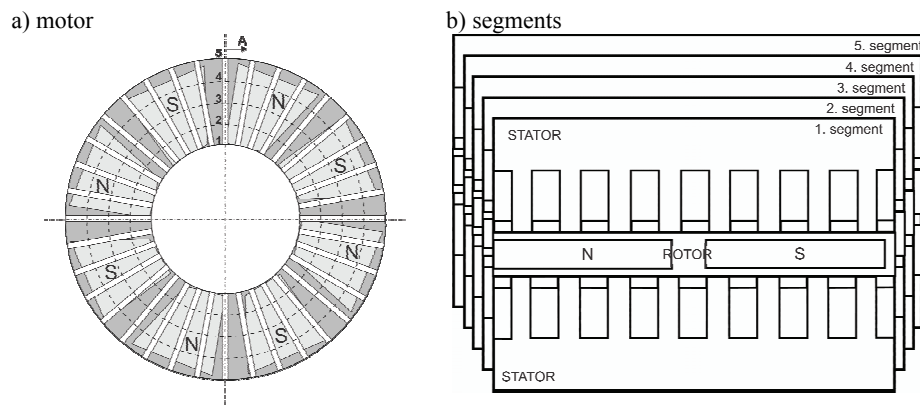 a) motor
b) segments
A
5
4
3
2
1
S
N
S
N
S
N
S
N
5. segment
4. segment
3. segment
2. segment
1. segment
STATOR
N
ROTOR
S
STATOR